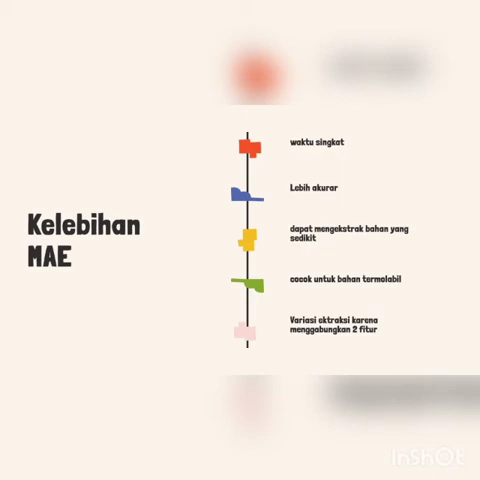 Kelebihan
MAE
waktu singkat
Lebih akurar
dapat mengekstrak bahan yang
sedikit
cocok untuk bahan termolabil
Variasi ektraksi karena
menggabungkan 2 fitur
InShOt